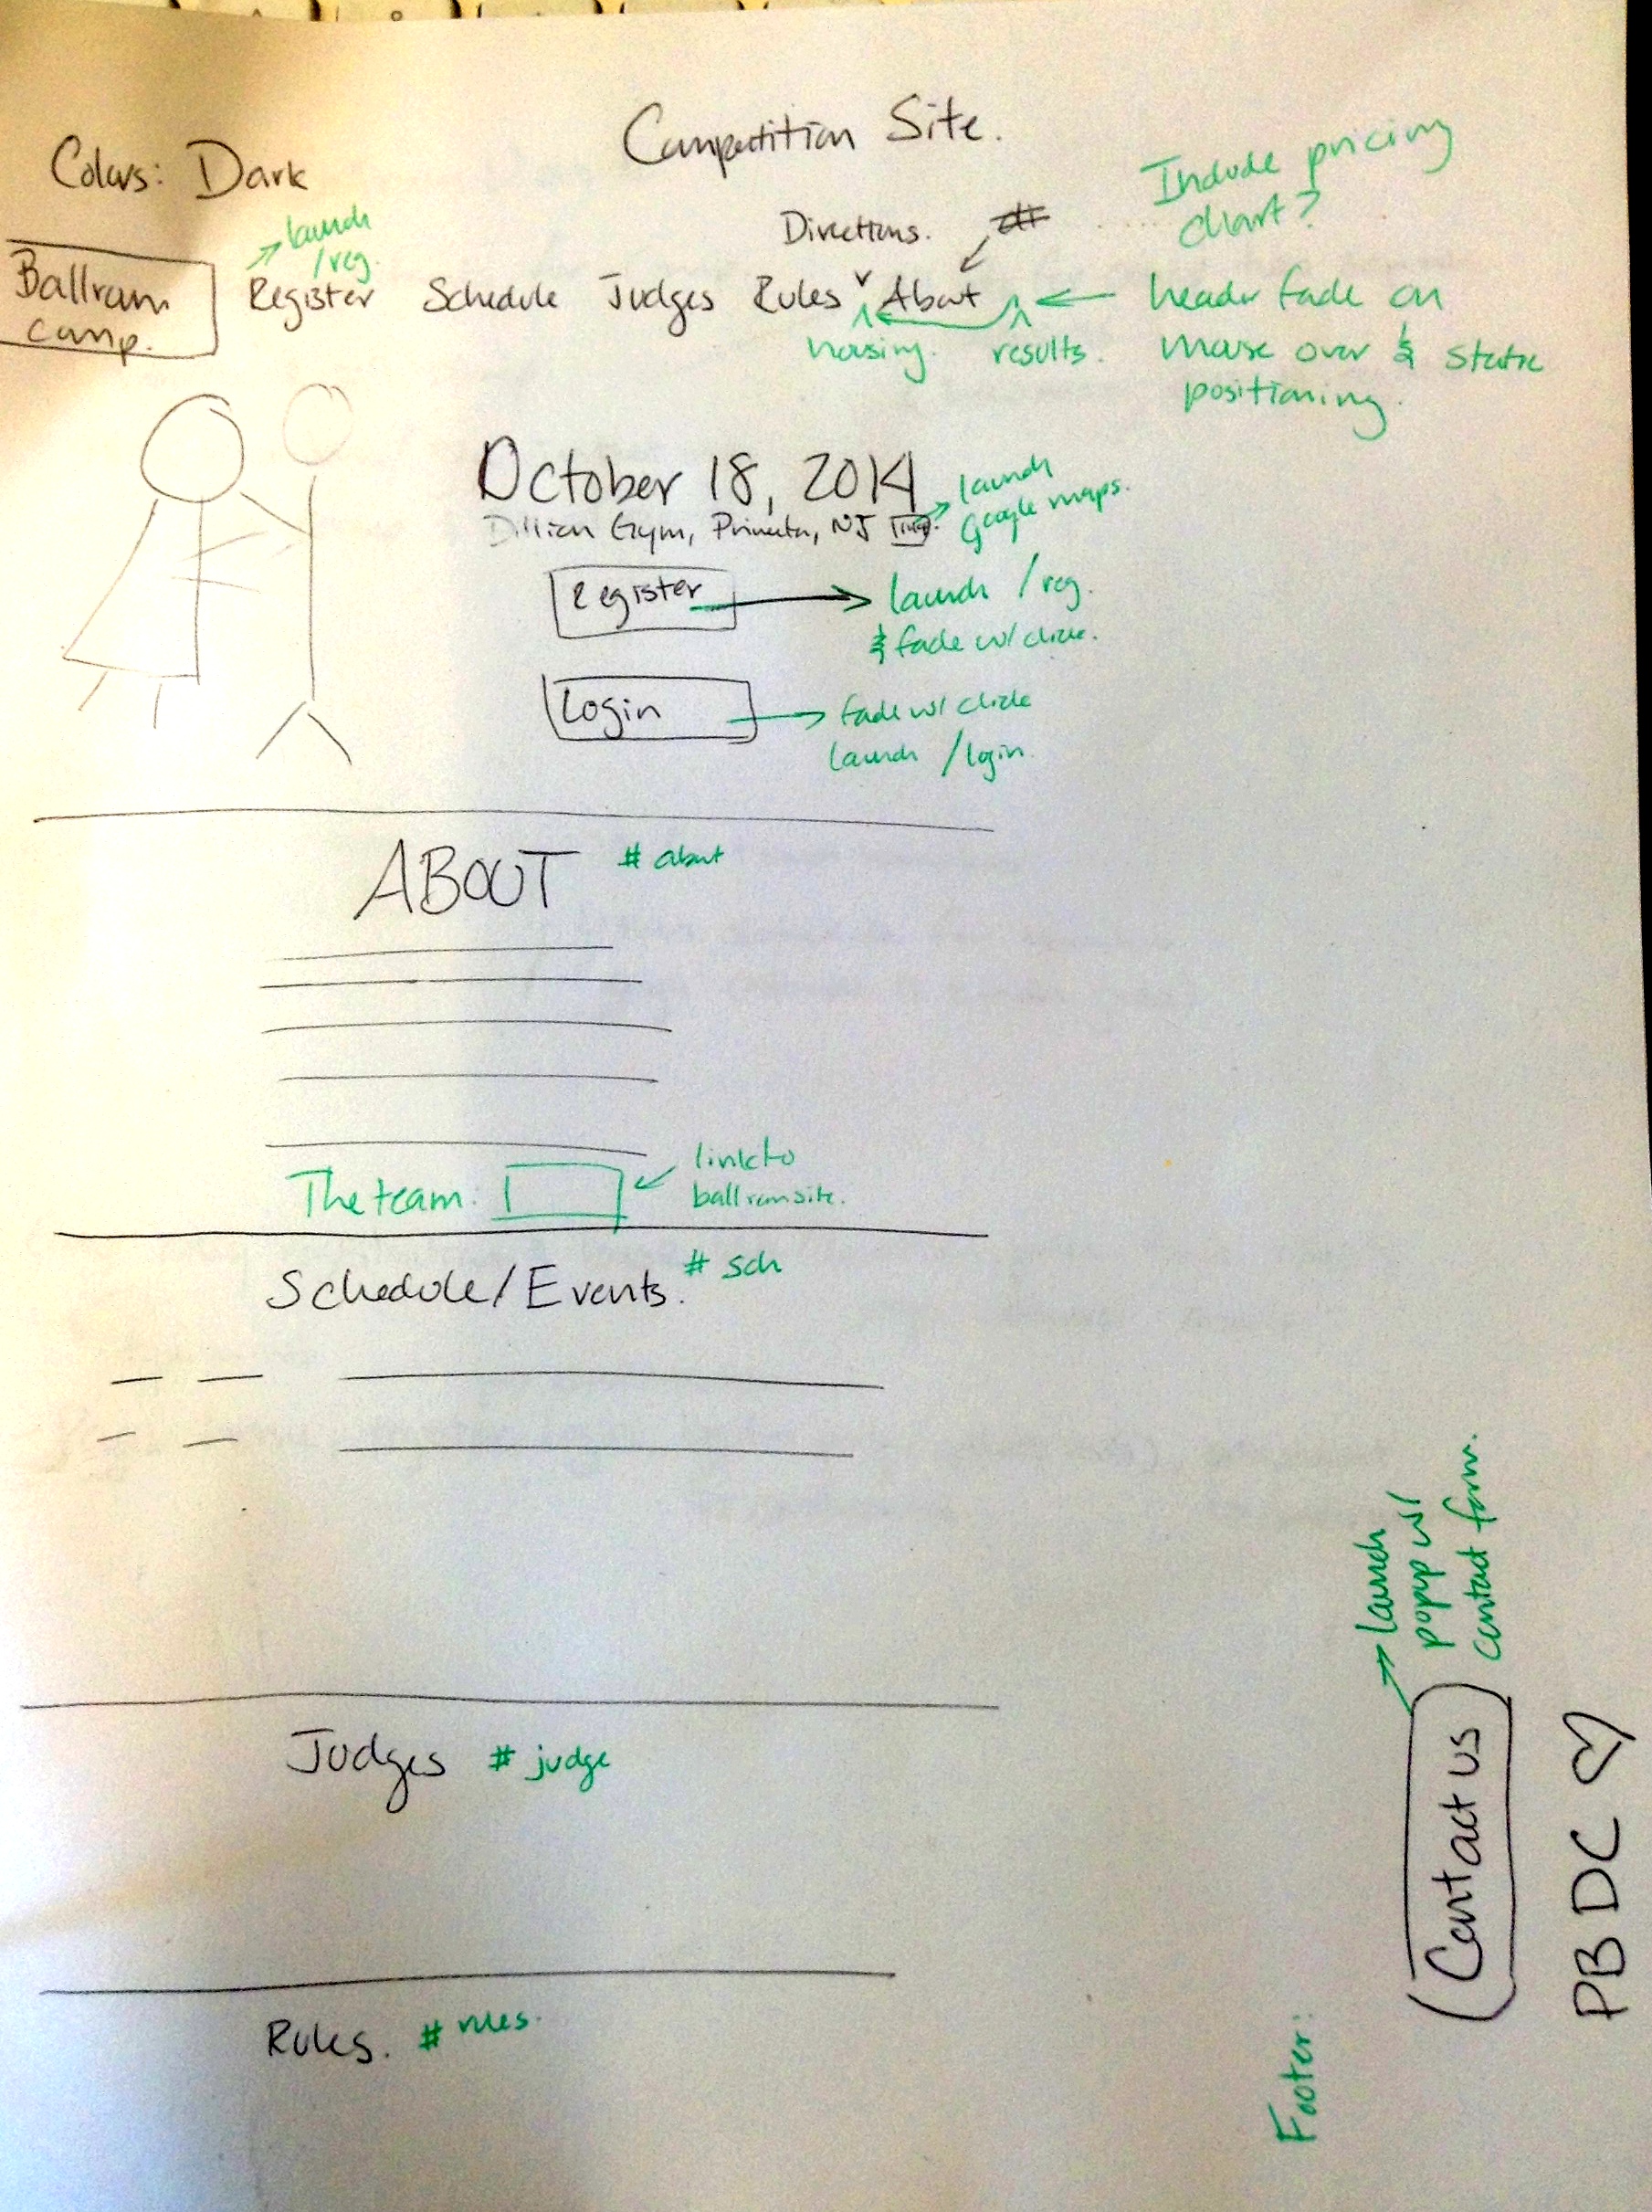 Competition Site.
Colors: Dark
Include pricing
chart?
launch
/reg.
Directions.
Ballroom
Comp.
Register Schedule Judges Rules About
housing. results.
header fade on
mouse over & static
positioning.
October 18, 2014
Dillion Gym, Princeton, NJ
launch
google maps.
Register
launch /reg.
& fade w/ click.
Login
fade w/ click
launch /login
ABOUT # about
The team:
link to
ballroom site.
Schedule/Events. # sch
Judges # judge
Rules. # rules.
Footer:
Contact us
launch
popup w/
contact form.
PBDC ♡